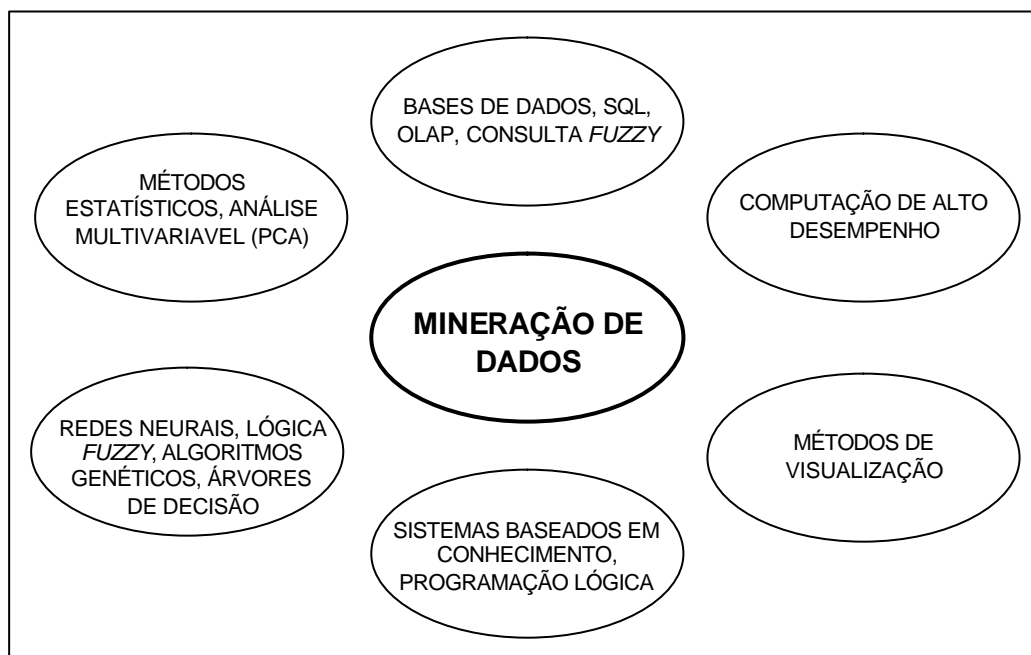 BASES DE DADOS, SQL,
OLAP, CONSULTA FUZZY
MÉTODOS
ESTATÍSTICOS, ANÁLISE
MULTIVARIAVEL (PCA)
COMPUTAÇÃO DE ALTO
DESEMPENHO
MINERAÇÃO DE
DADOS
REDES NEURAIS, LÓGICA
FUZZY, ALGORITMOS
GENÉTICOS, ÁRVORES
DE DECISÃO
MÉTODOS DE
VISUALIZAÇÃO
SISTEMAS BASEADOS EM
CONHECIMENTO,
PROGRAMAÇÃO LÓGICA